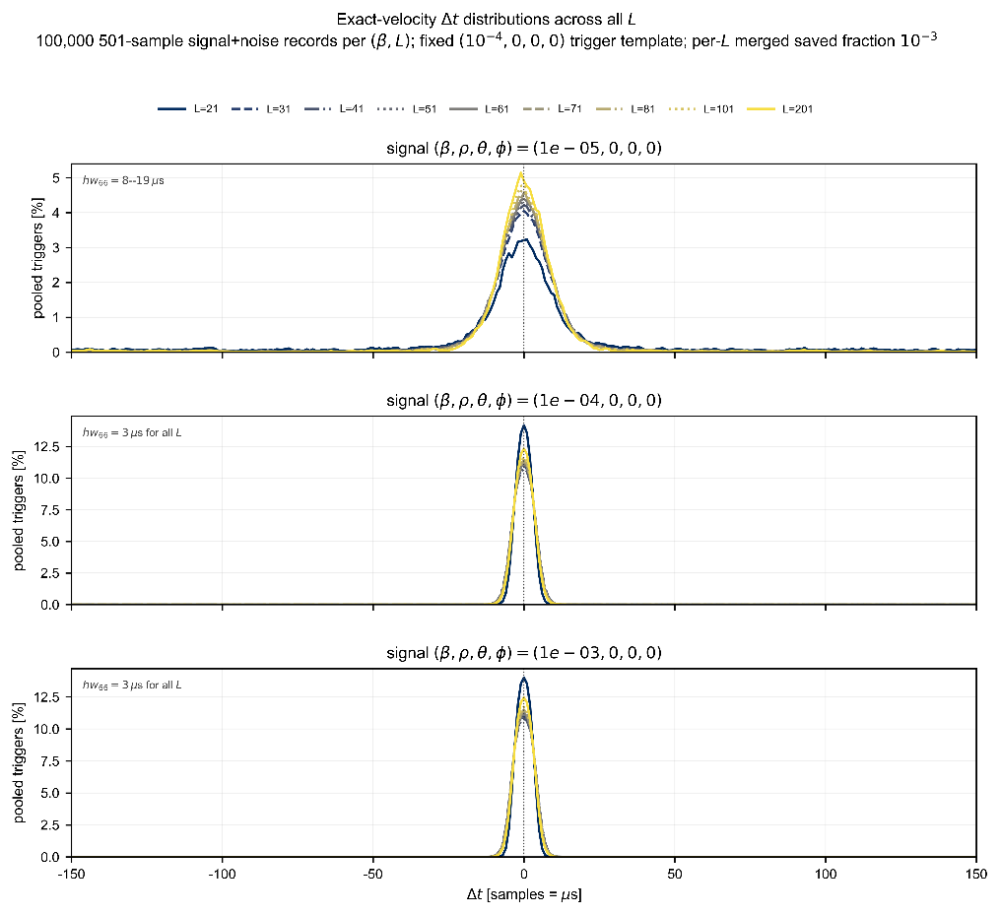 Exact-velocity Δt distributions across all L
100,000 501-sample signal+noise records per (β, L); fixed (10⁻⁴, 0, 0, 0) trigger template; per-L merged saved fraction 10⁻³
L=21 L=31 L=41 L=51 L=61 L=71 L=81 L=101 L=201
signal (β, ρ, θ, ϕ) = (1e − 05, 0, 0, 0)
hw₆₆ = 8--19 μs
pooled triggers [%]
5
4
3
2
1
0
signal (β, ρ, θ, ϕ) = (1e − 04, 0, 0, 0)
hw₆₆ = 3 μs for all L
pooled triggers [%]
12.5
10.0
7.5
5.0
2.5
0.0
signal (β, ρ, θ, ϕ) = (1e − 03, 0, 0, 0)
hw₆₆ = 3 μs for all L
pooled triggers [%]
12.5
10.0
7.5
5.0
2.5
0.0
-150 -100 -50 0 50 100 150
Δt [samples = μs]